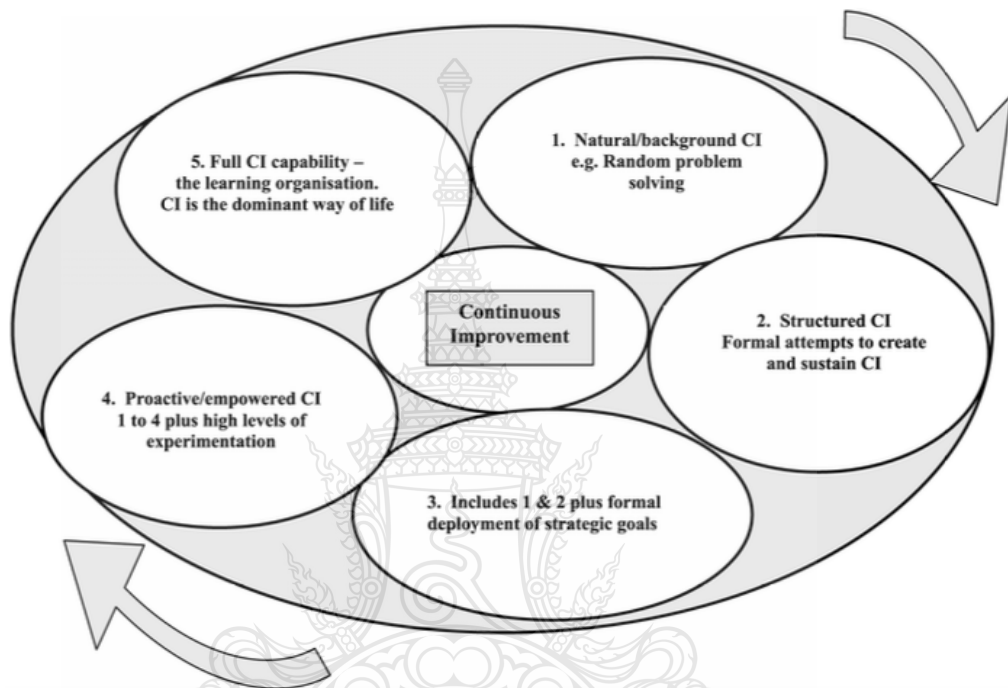 1. Natural/background CI
e.g. Random problem
solving
2. Structured CI
Formal attempts to create
and sustain CI
3. Includes 1 & 2 plus formal
deployment of strategic goals
4. Proactive/empowered CI
1 to 4 plus high levels of
experimentation
5. Full CI capability –
the learning organisation.
CI is the dominant way of life
Continuous
Improvement